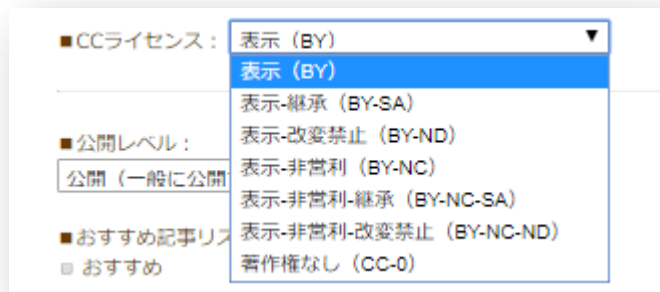 ■CCライセンス： 表示（BY） ▼
表示（BY）
表示-継承（BY-SA）
表示-改変禁止（BY-ND）
■公開レベル：
表示-非営利（BY-NC）
公開（一般に公開
表示-非営利-継承（BY-NC-SA）
■おすすめ記事リス
表示-非営利-改変禁止（BY-NC-ND）
おすすめ
著作権なし（CC-0）